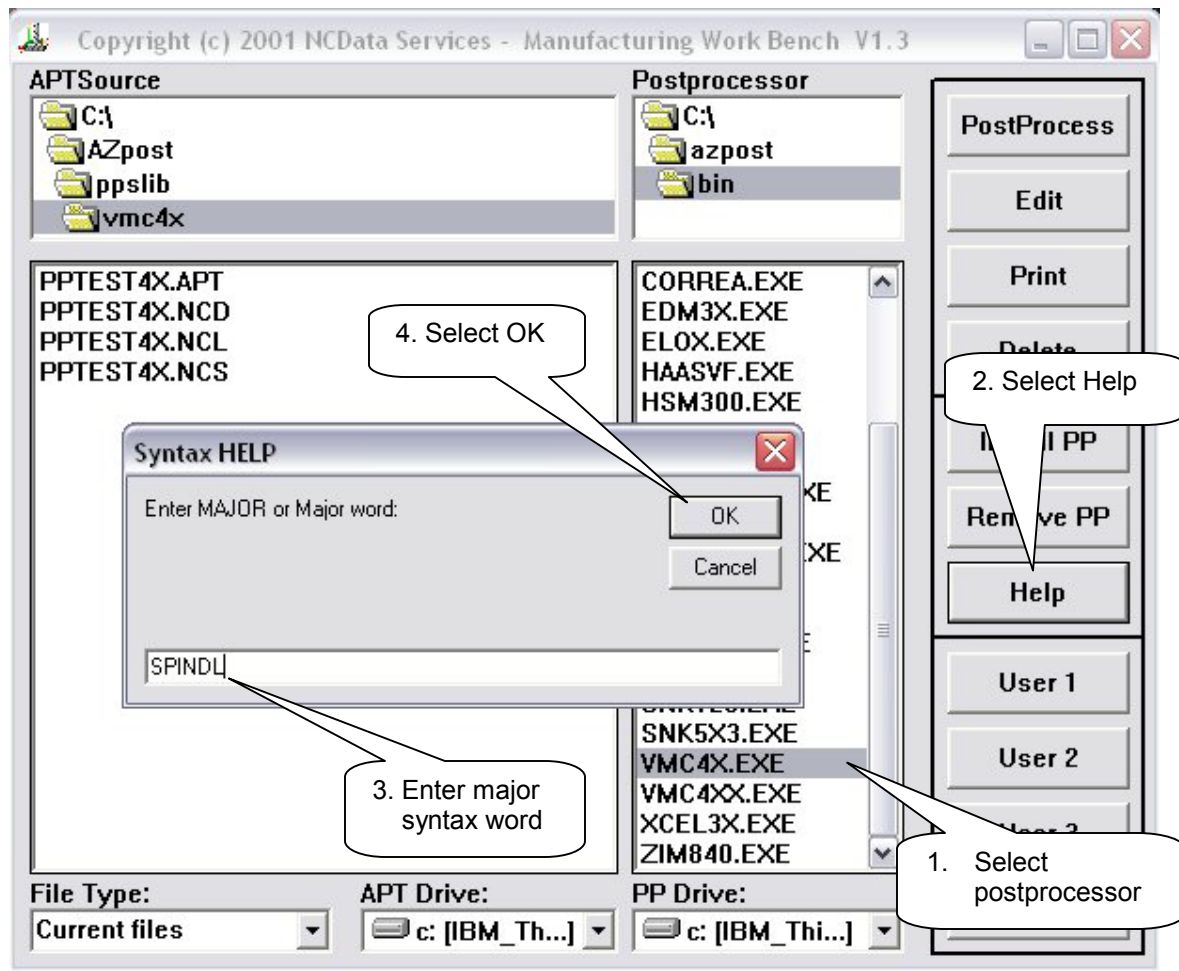 Copyright (c) 2001 NCData Services - Manufacturing Work Bench V1.3
APTSource
C:\
AZpost
ppslib
vmc4x
Postprocessor
C:\
azpost
bin
PPTEST4X.APT
PPTEST4X.NCD
PPTEST4X.NCL
PPTEST4X.NCS
CORREA.EXE
EDM3X.EXE
ELOX.EXE
HAASVF.EXE
HSM300.EXE
SNK5X3.EXE
VMC4X.EXE
VMC4XX.EXE
XCEL3X.EXE
ZIM840.EXE
PostProcess
Edit
Print
Delete
PP
Remove PP
Help
User 1
User 2
4. Select OK
2. Select Help
Syntax HELP
Enter MAJOR or Major word:
OK
Cancel
SPINDL
3. Enter major
syntax word
1. Select
postprocessor
File Type:
Current files
APT Drive:
c: [IBM_Th...]
PP Drive:
c: [IBM_Thi...]